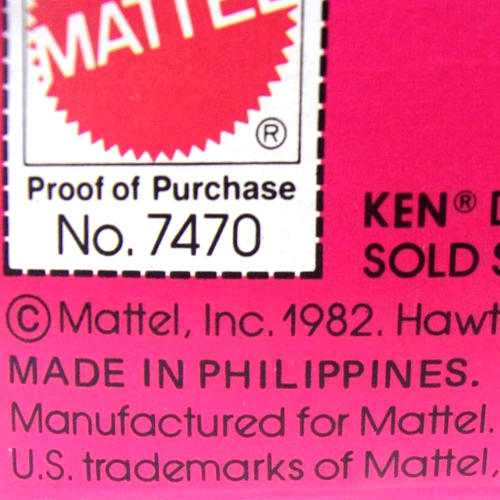 MATTEL
®
Proof of Purchase
No. 7470
KEN®
SOLD
© Mattel, Inc. 1982.
MADE IN PHILIPPINES.
Manufactured for Mattel.
U.S. trademarks of Mattel,